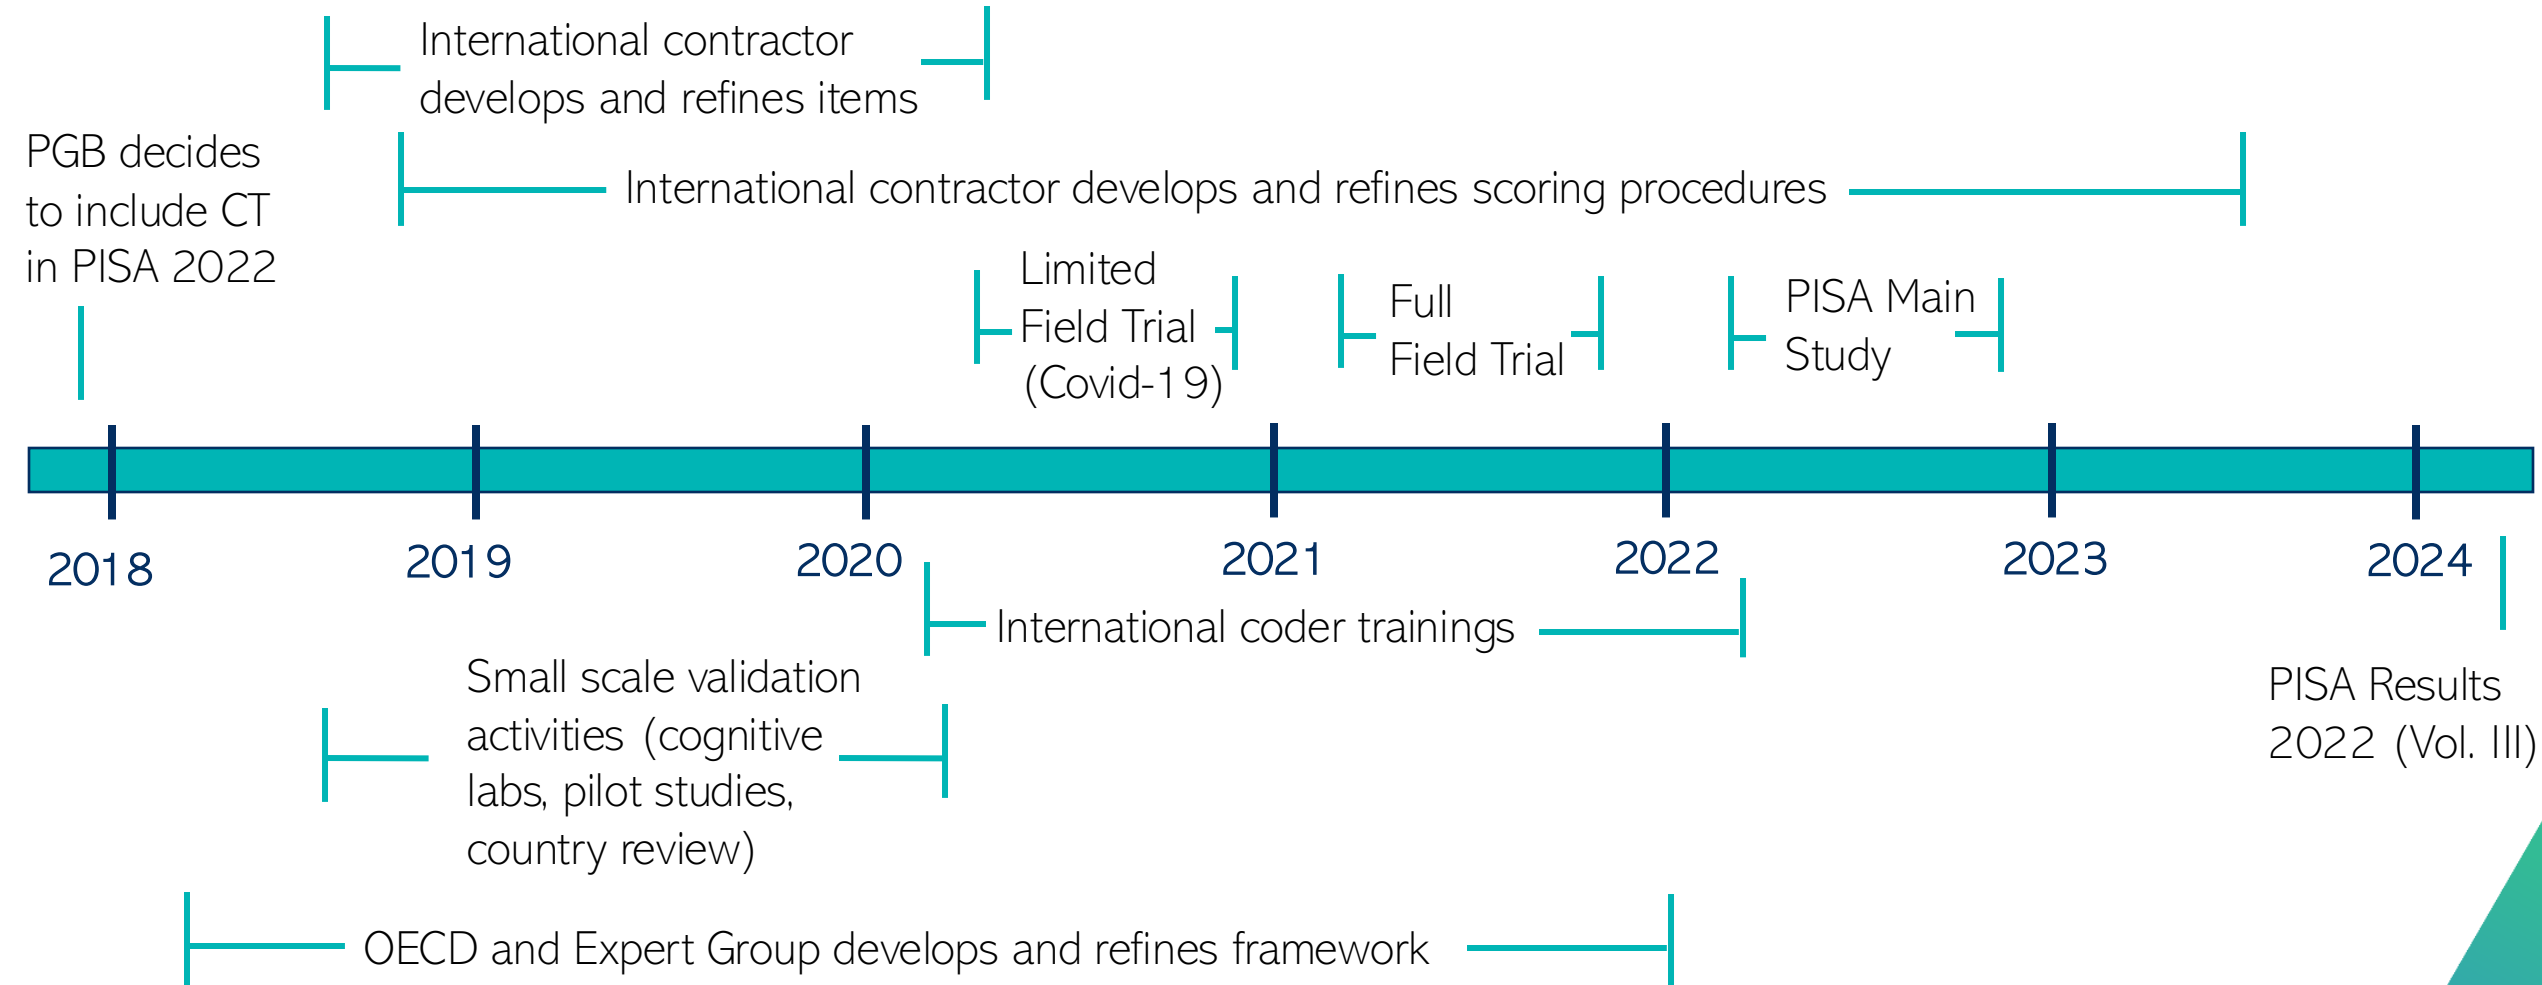 International contractor
develops and refines items
PGB decides
to include CT
in PISA 2022
International contractor develops and refines scoring procedures
Limited
Field Trial
(Covid-19)
Full
Field Trial
PISA Main
Study
2018
2019
2020
2021
2022
2023
2024
International coder trainings
Small scale validation
activities (cognitive
labs, pilot studies,
country review)
PISA Results
2022 (Vol. III)
OECD and Expert Group develops and refines framework